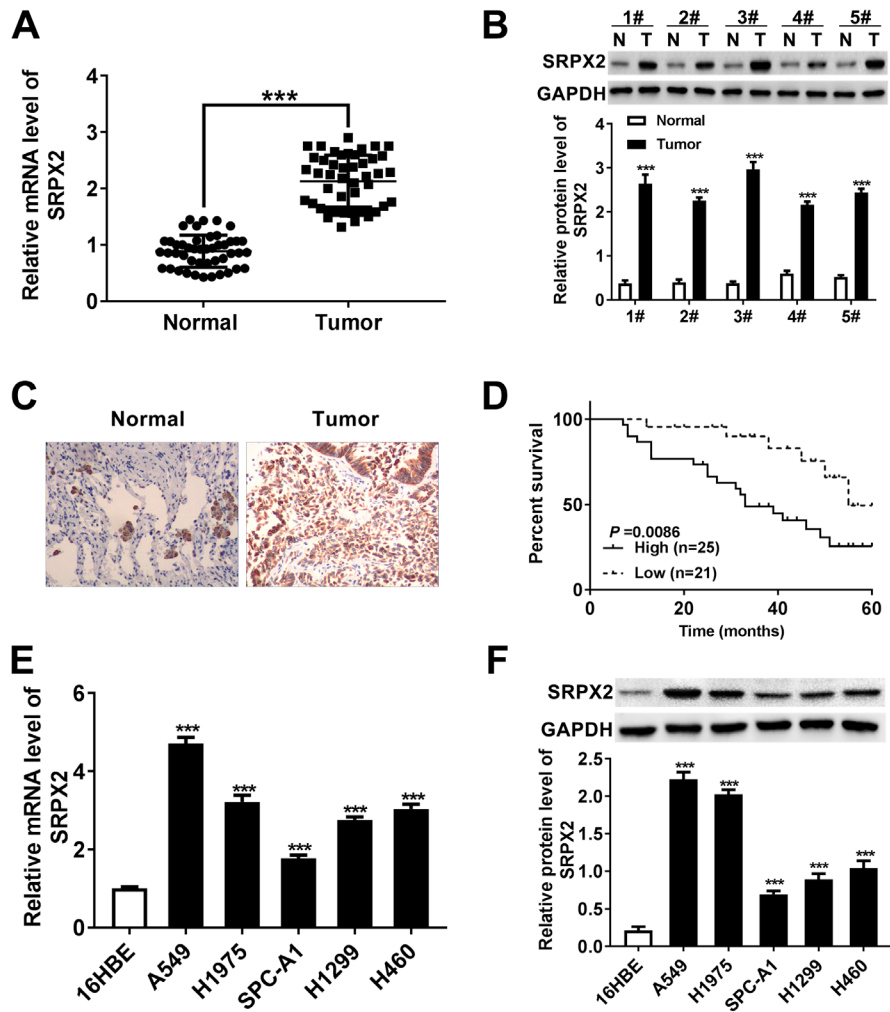 A
Relative mRNA level of
SRPX2
4
3
2
1
0
***
Normal
Tumor
B
1# 2# 3# 4# 5#
N T N T N T N T N T
SRPX2
GAPDH
Relative protein level of
SRPX2
4
3
2
1
0
Normal
Tumor
*** *** *** *** ***
1# 2# 3# 4# 5#
C
Normal Tumor
D
Percent survival
100
50
0
P =0.0086
High (n=25)
Low (n=21)
0 20 40 60
Time (months)
E
Relative mRNA level of
SRPX2
6
4
2
0
*** *** *** *** ***
16HBE A549 H1975 SPC-A1 H1299 H460
F
SRPX2
GAPDH
Relative protein level of
SRPX2
2.5
2.0
1.5
1.0
0.5
0.0
*** *** *** *** ***
16HBE A549 H1975 SPC-A1 H1299 H460